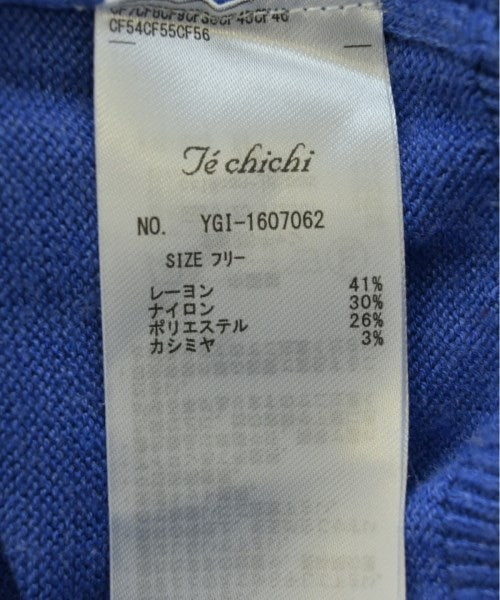 CF54CF55CF56
Té chichi
NO. YGI-1607062
SIZE フリー
レーヨン 41%
ナイロン 30%
ポリエステル 26%
カシミヤ 3%